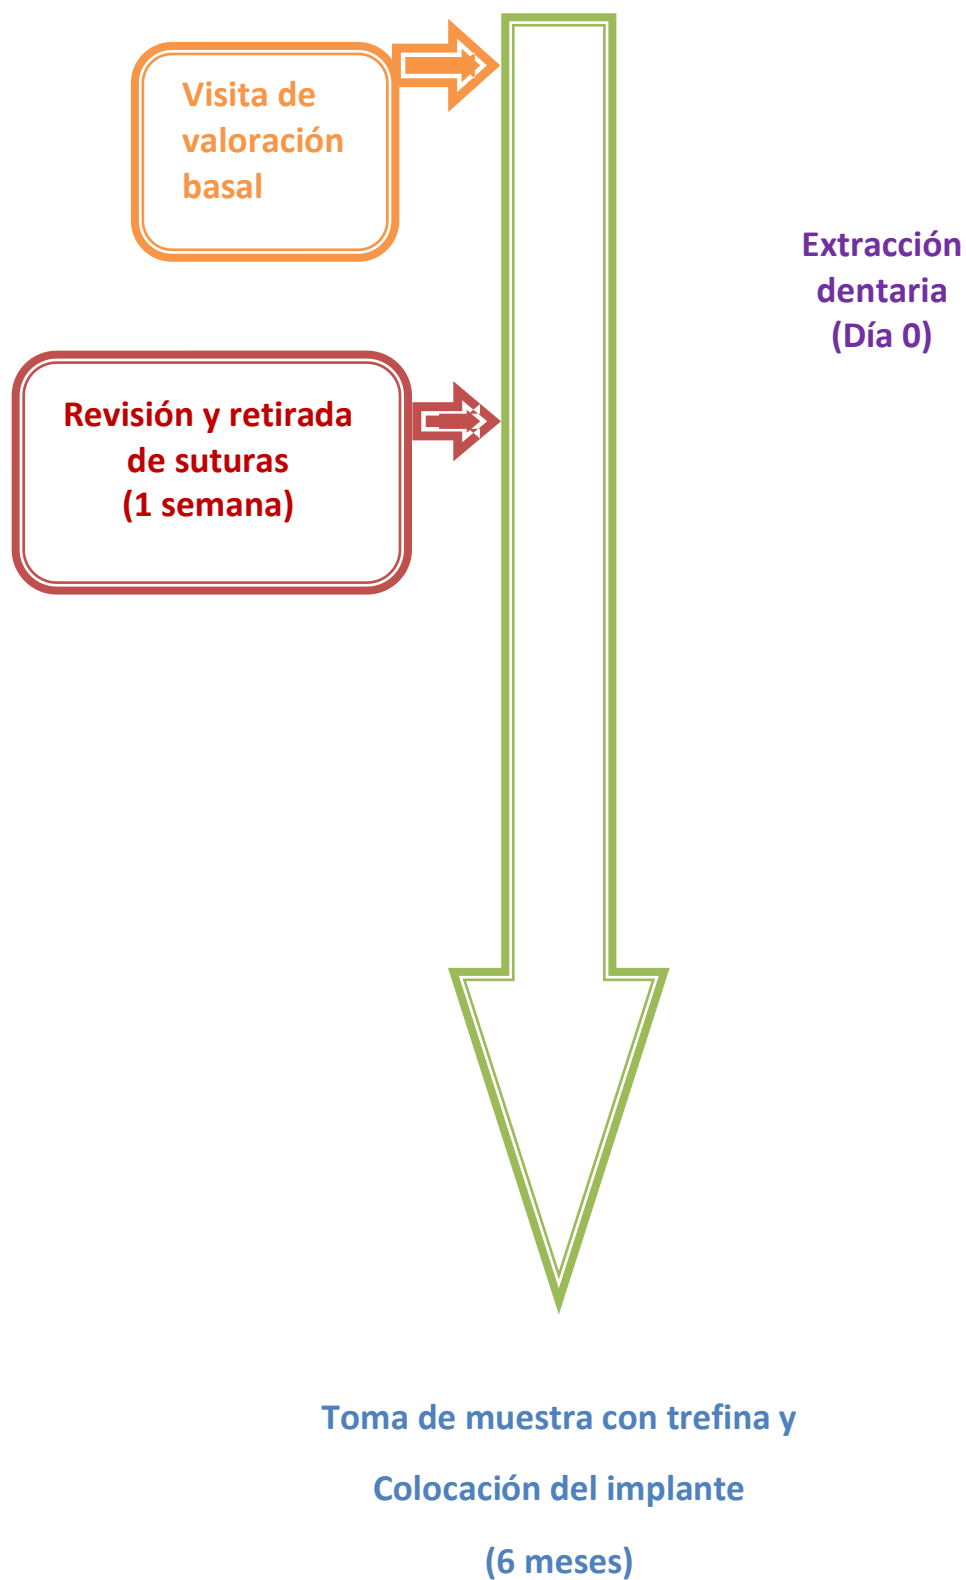 Visita de
valoración
basal
Extracción
dentaria
(Día 0)
Revisión y retirada
de suturas
(1 semana)
Toma de muestra con trefina y
Colocación del implante
(6 meses)